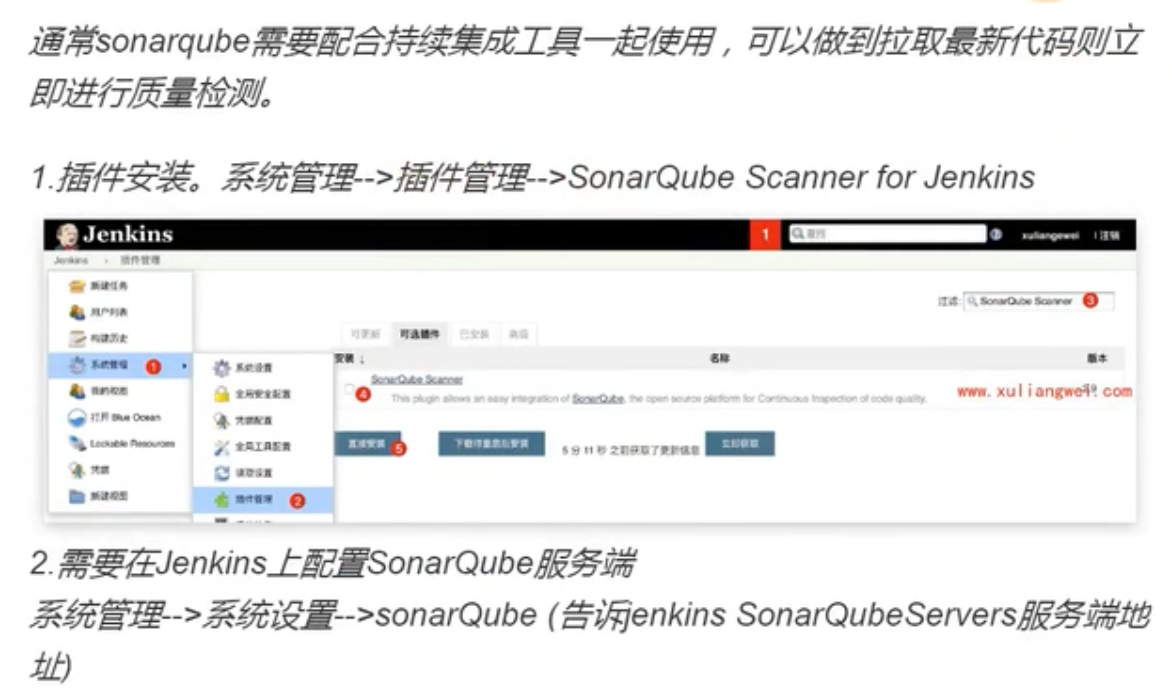 通常sonarqube需要配合持续集成工具一起使用，可以做到拉取最新代码则立
即进行质量检测。
1.插件安装。系统管理-->插件管理-->SonarQube Scanner for Jenkins
Jenkins
1
查找
xuliangwei
| 注销
Jenkins
插件管理
新建任务
用户列表
构建历史
系统管理
1
我的视图
打开 Blue Ocean
Lockable Resources
凭据
新建视图
系统设置
全局安全配置
凭据配置
全局工具配置
读取设置
插件管理
2
过滤:
SonarQube Scanner
3
可更新
可选插件
已安装
高级
安装 ↓
名称
版本
SonarQube Scanner
4
This plugin allows an easy integration of SonarQube, the open source platform for Continuous Inspection of code quality.
www.xuliangwei.com
直接安装
5
下载待重启后安装
5 分 11 秒 之前获取了更新信息
立即获取
2.需要在Jenkins上配置SonarQube服务端
系统管理-->系统设置-->sonarQube (告诉jenkins SonarQubeServers服务端地
址)